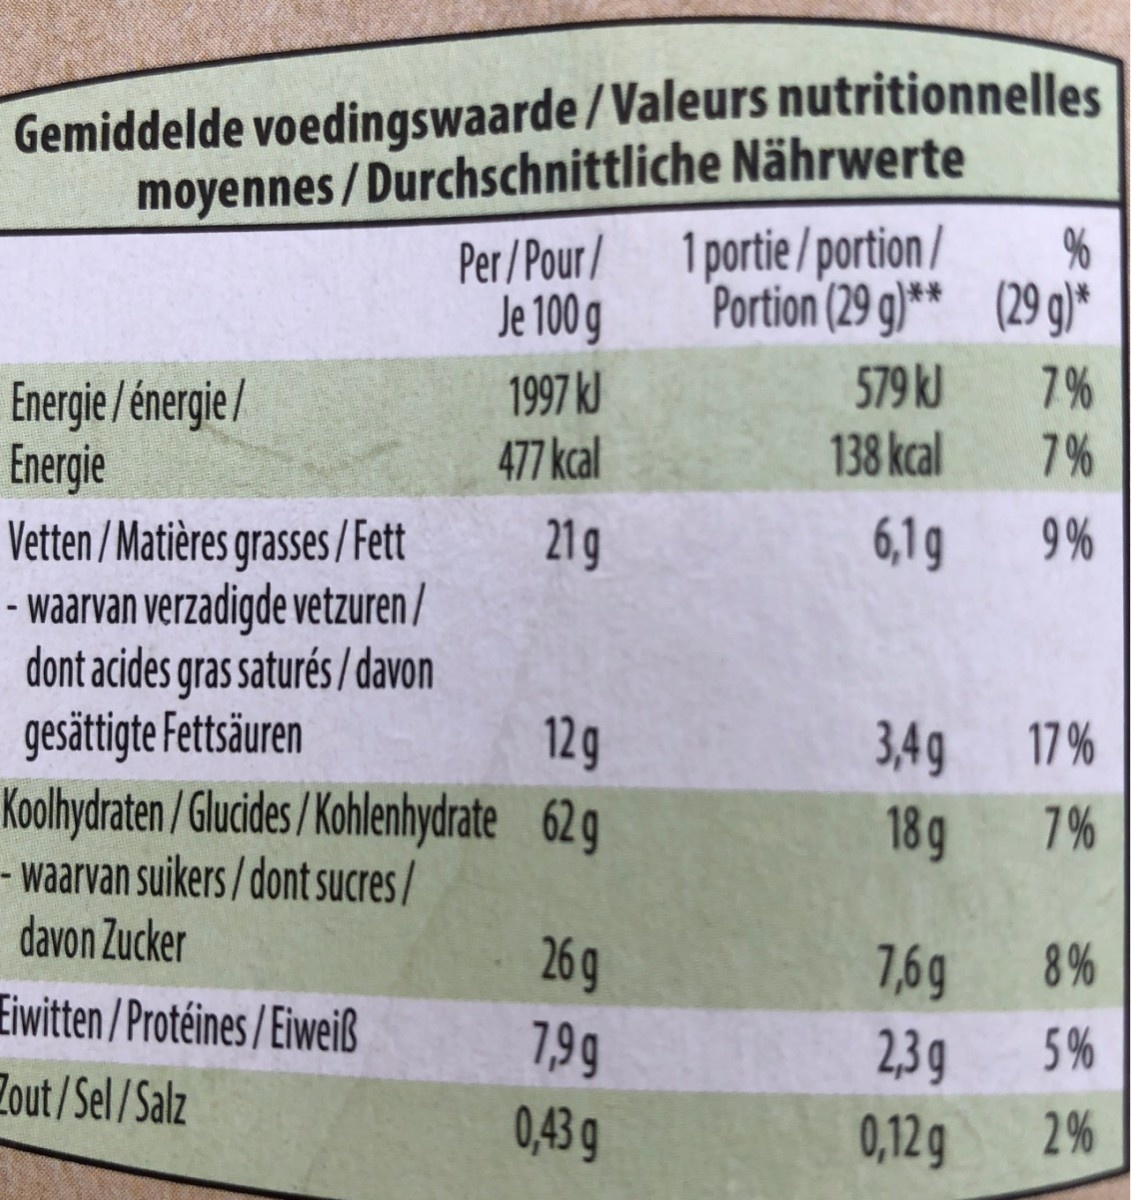 Gemiddelde voedingswaarde / Valeurs nutritionnelles
moyennes / Durchschnittliche Nährwerte
Per / Pour / 1 portie / portion / %
Je 100 g Portion (29 g)** (29 g)*
Energie / énergie / 1997 kJ 579 kJ 7 %
Energie 477 kcal 138 kcal 7 %
Vetten / Matières grasses / Fett 21 g 6,1 g 9 %
- waarvan verzadigde vetzuren /
dont acides gras saturés / davon
gesättigte Fettsäuren 12 g 3,4 g 17 %
Koolhydraten / Glucides / Kohlenhydrate 62 g 18 g 7 %
- waarvan suikers / dont sucres /
davon Zucker 26 g 7,6 g 8 %
Eiwitten / Protéines / Eiweiß 7,9 g 2,3 g 5 %
Zout / Sel / Salz 0,43 g 0,12 g 2 %